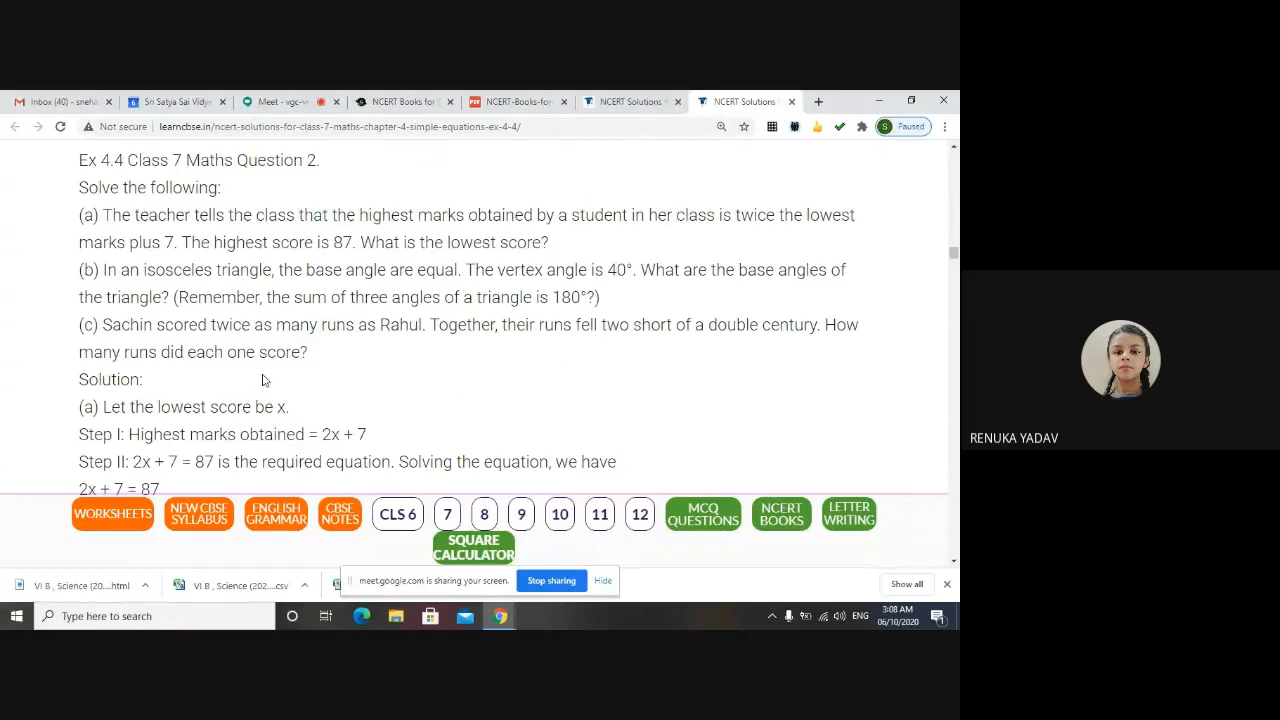 Inbox (40) - sneha
Sri Satya Sai Vidy
Meet - vgc-v
NCERT Books for
NCERT-Books-for-
NCERT Solutions
NCERT Solutions
Not secure
learncbse.in/ncert-solutions-for-class-7-maths-chapter-4-simple-equations-ex-4-4/
S Paused
Ex 4.4 Class 7 Maths Question 2.
Solve the following:
(a) The teacher tells the class that the highest marks obtained by a student in her class is twice the lowest
marks plus 7. The highest score is 87. What is the lowest score?
(b) In an isosceles triangle, the base angle are equal. The vertex angle is 40°. What are the base angles of
the triangle? (Remember, the sum of three angles of a triangle is 180°?)
(c) Sachin scored twice as many runs as Rahul. Together, their runs fell two short of a double century. How
many runs did each one score?
Solution:
(a) Let the lowest score be x.
Step I: Highest marks obtained = 2x + 7
Step II: 2x + 7 = 87 is the required equation. Solving the equation, we have
2x + 7 = 87
WORKSHEETS
NEW CBSE
SYLLABUS
ENGLISH
GRAMMAR
CBSE
NOTES
CLS 6
7
8
9
10
11
12
MCQ
QUESTIONS
NCERT
BOOKS
LETTER
WRITING
SQUARE
CALCULATOR
VI B , Science (20....html
VI B , Science (202....csv
meet.google.com is sharing your screen.
Stop sharing
Hide
Show all
Type here to search
ENG
3:08 AM
06/10/2020
RENUKA YADAV